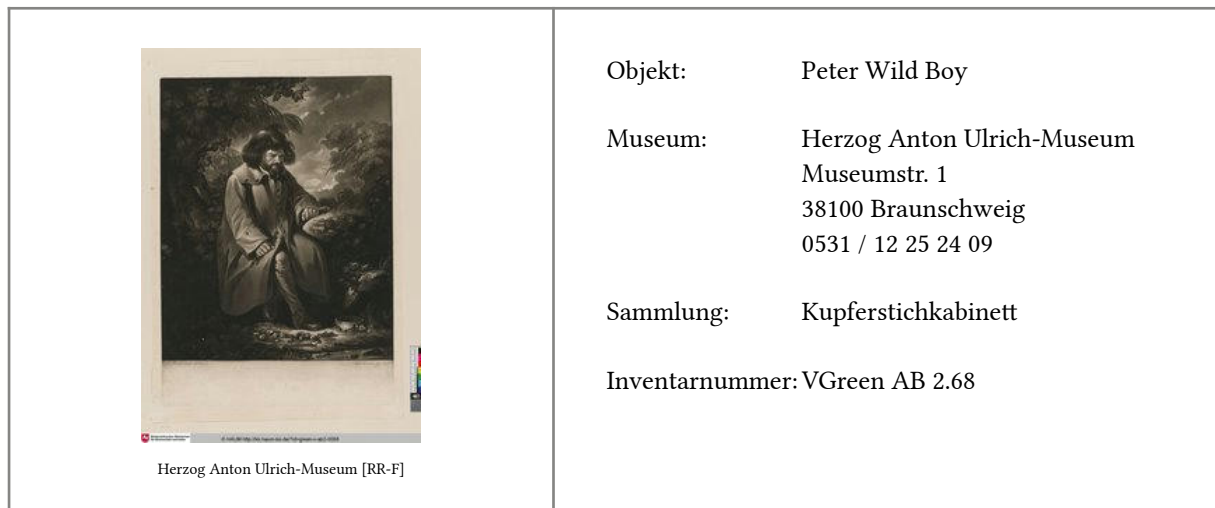 Objekt: Peter Wild Boy
Museum: Herzog Anton Ulrich-Museum
Museumstr. 1
38100 Braunschweig
0531 / 12 25 24 09
Sammlung: Kupferstichkabinett
Inventarnummer: VGreen AB 2.68
Herzog Anton Ulrich-Museum [RR-F]